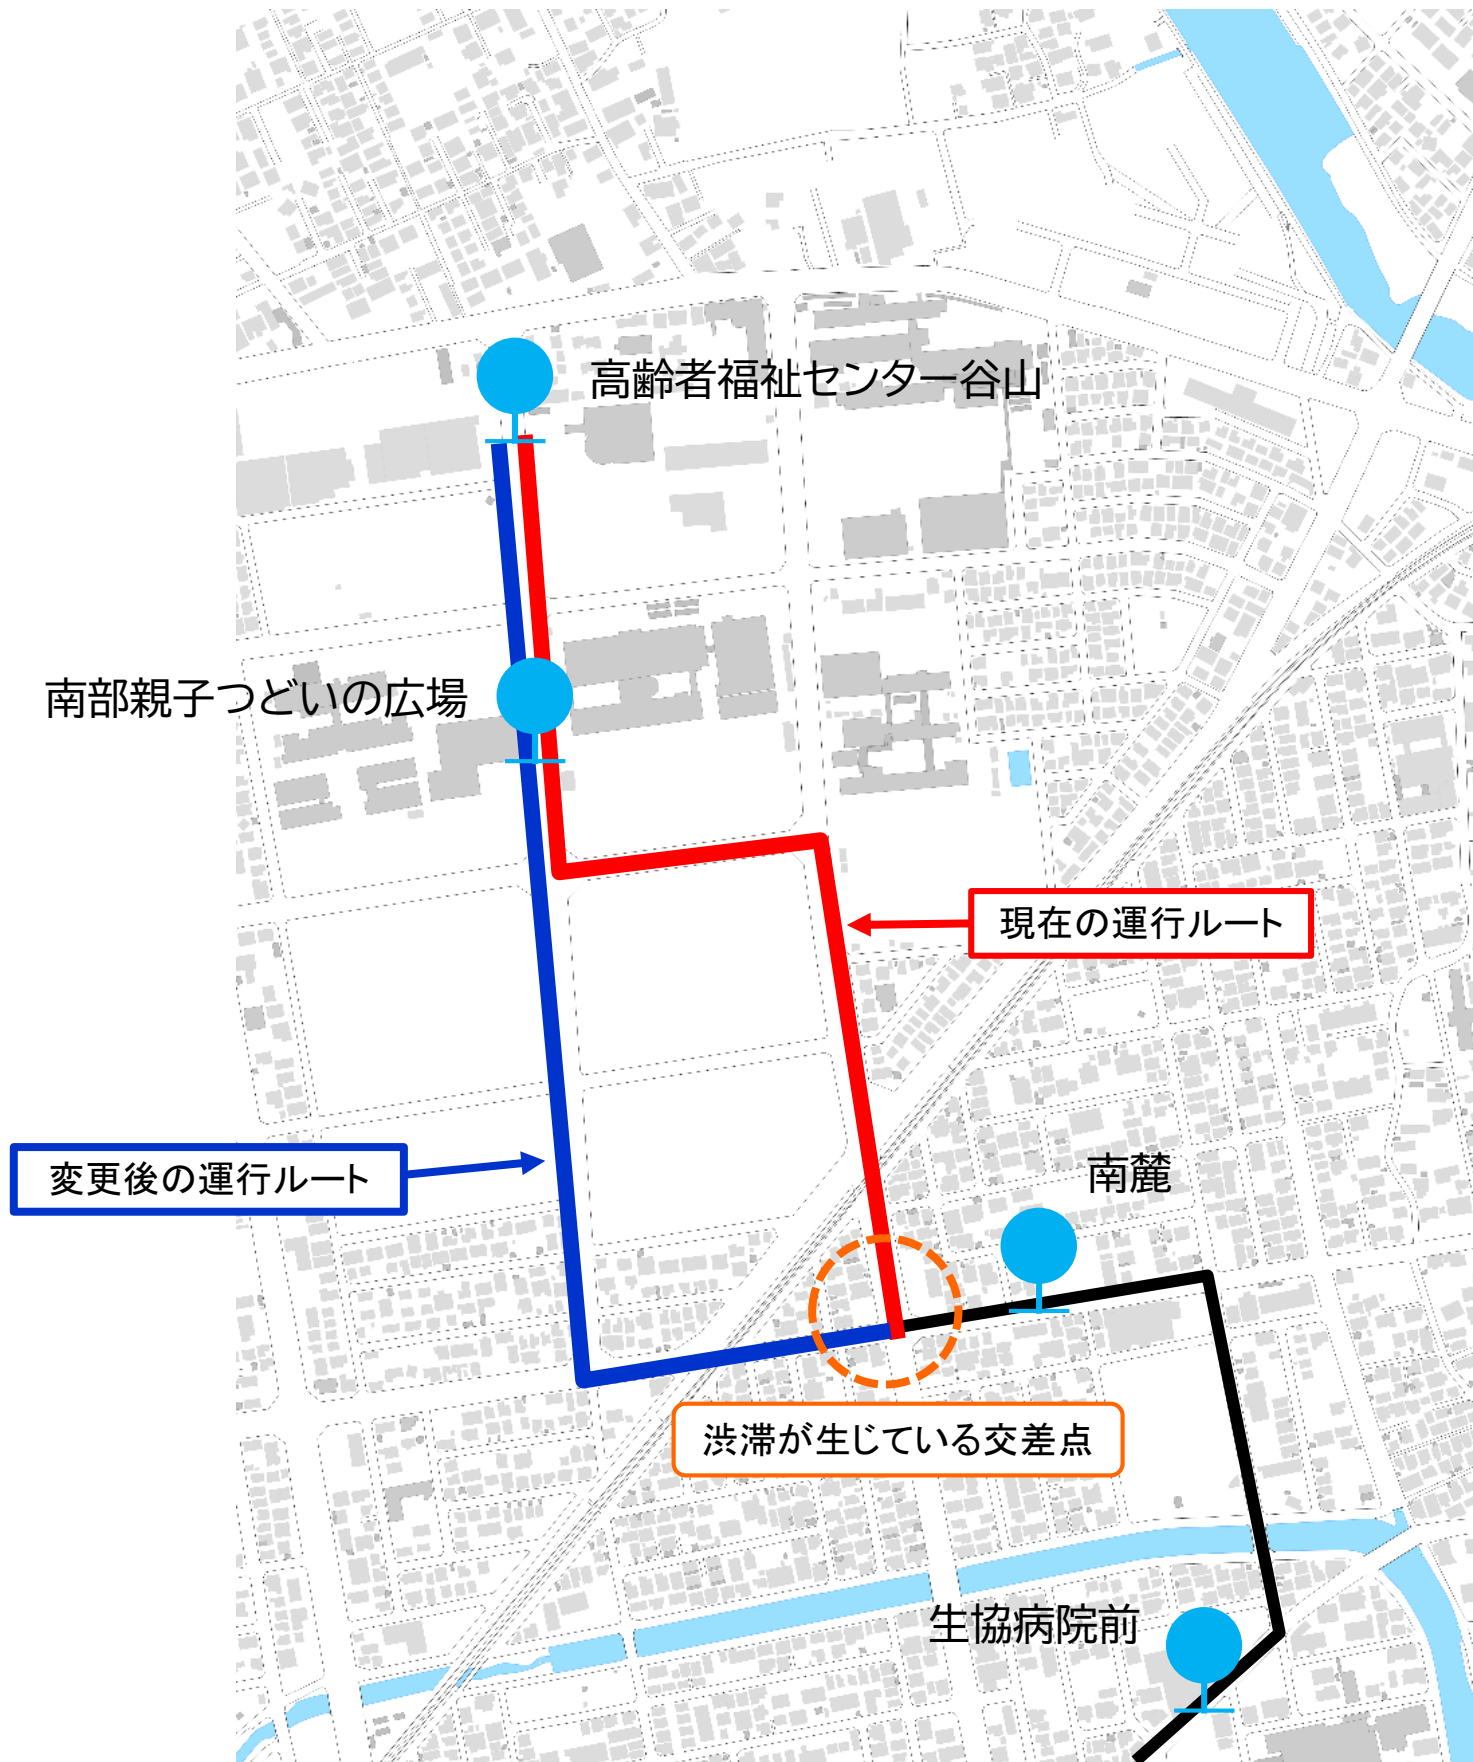 高齢者福祉センター谷山
南部親子つどいの広場
現在の運行ルート
変更後の運行ルート
南麓
渋滞が生じている交差点
生協病院前